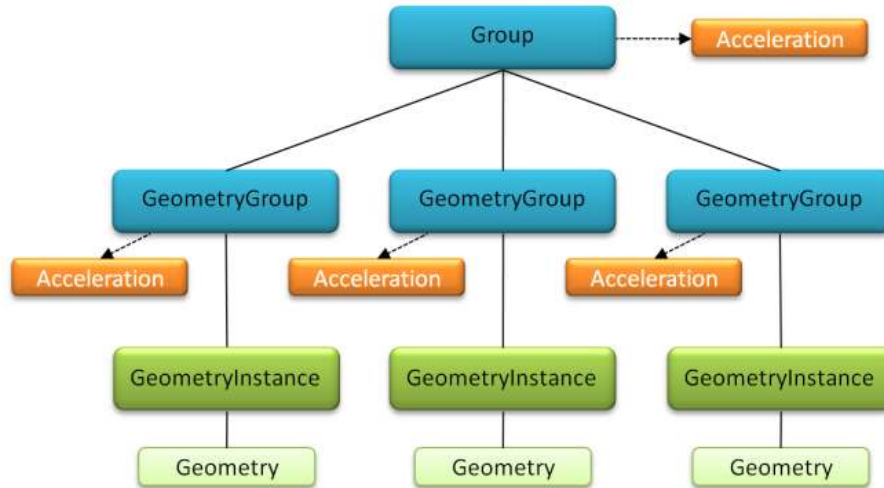 Group
Acceleration
GeometryGroup
GeometryGroup
GeometryGroup
Acceleration
Acceleration
Acceleration
GeometryInstance
GeometryInstance
GeometryInstance
Geometry
Geometry
Geometry